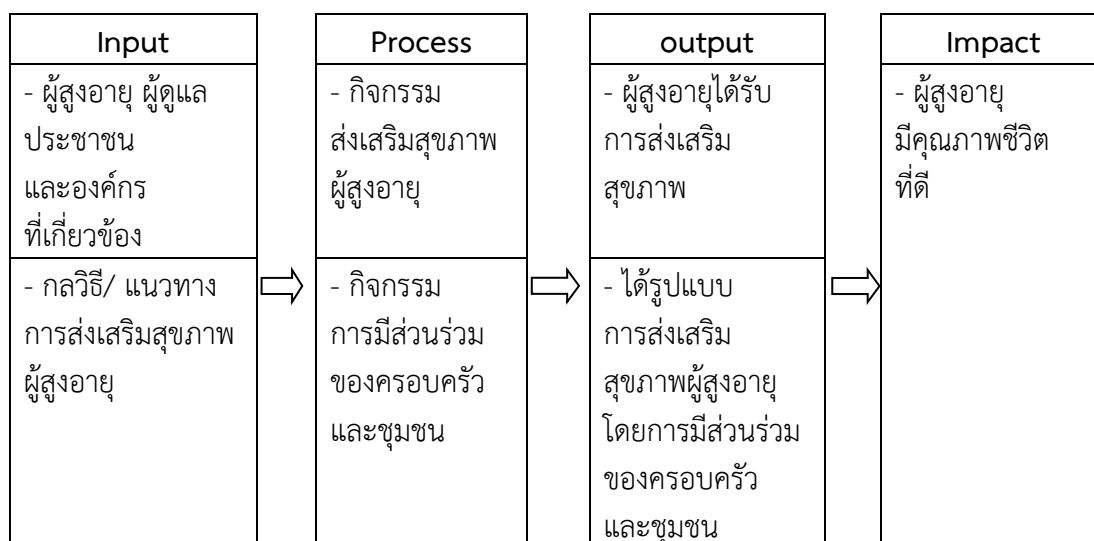 Input
- ผู้สูงอายุ ผู้ดูแล
ประชาชน
และองค์กร
ที่เกี่ยวข้อง
- กลวิธี/ แนวทาง
การส่งเสริมสุขภาพ
ผู้สูงอายุ
Process
- กิจกรรม
ส่งเสริมสุขภาพ
ผู้สูงอายุ
- กิจกรรม
การมีส่วนร่วม
ของครอบครัว
และชุมชน
output
- ผู้สูงอายุได้รับ
การส่งเสริม
สุขภาพ
- ได้รูปแบบ
การส่งเสริม
สุขภาพผู้สูงอายุ
โดยการมีส่วนร่วม
ของครอบครัว
และชุมชน
Impact
- ผู้สูงอายุ
มีคุณภาพชีวิต
ที่ดี